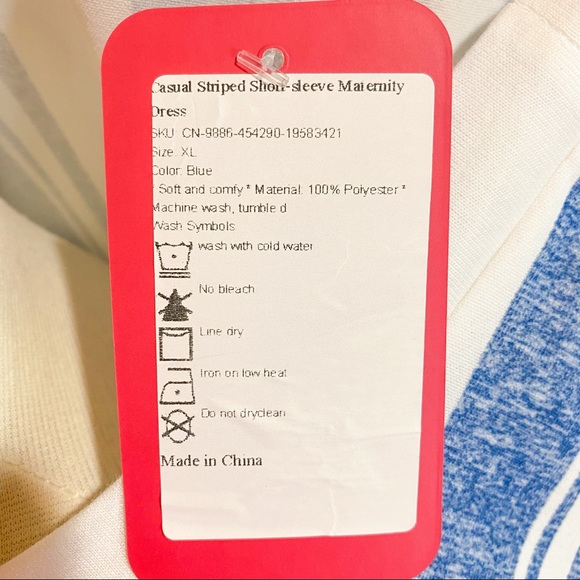 Casual Striped Short-sleeve Maternity
Dress
SKU: CN-9886-454290-19583421
Size: XL
Color: Blue
* Soft and comfy * Material: 100% Polyester *
Machine wash, tumble d
Wash Symbols
wash with cold water
No bleach
Line dry
Iron on low heat
Do not dryclean
Made in China